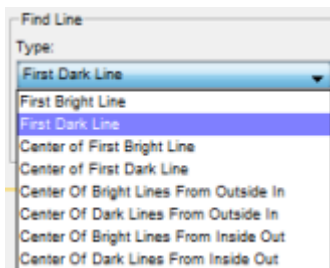 Find Line
Type:
First Dark Line
First Bright Line
First Dark Line
Center of First Bright Line
Center of First Dark Line
Center Of Bright Lines From Outside In
Center Of Dark Lines From Outside In
Center Of Bright Lines From Inside Out
Center Of Dark Lines From Inside Out